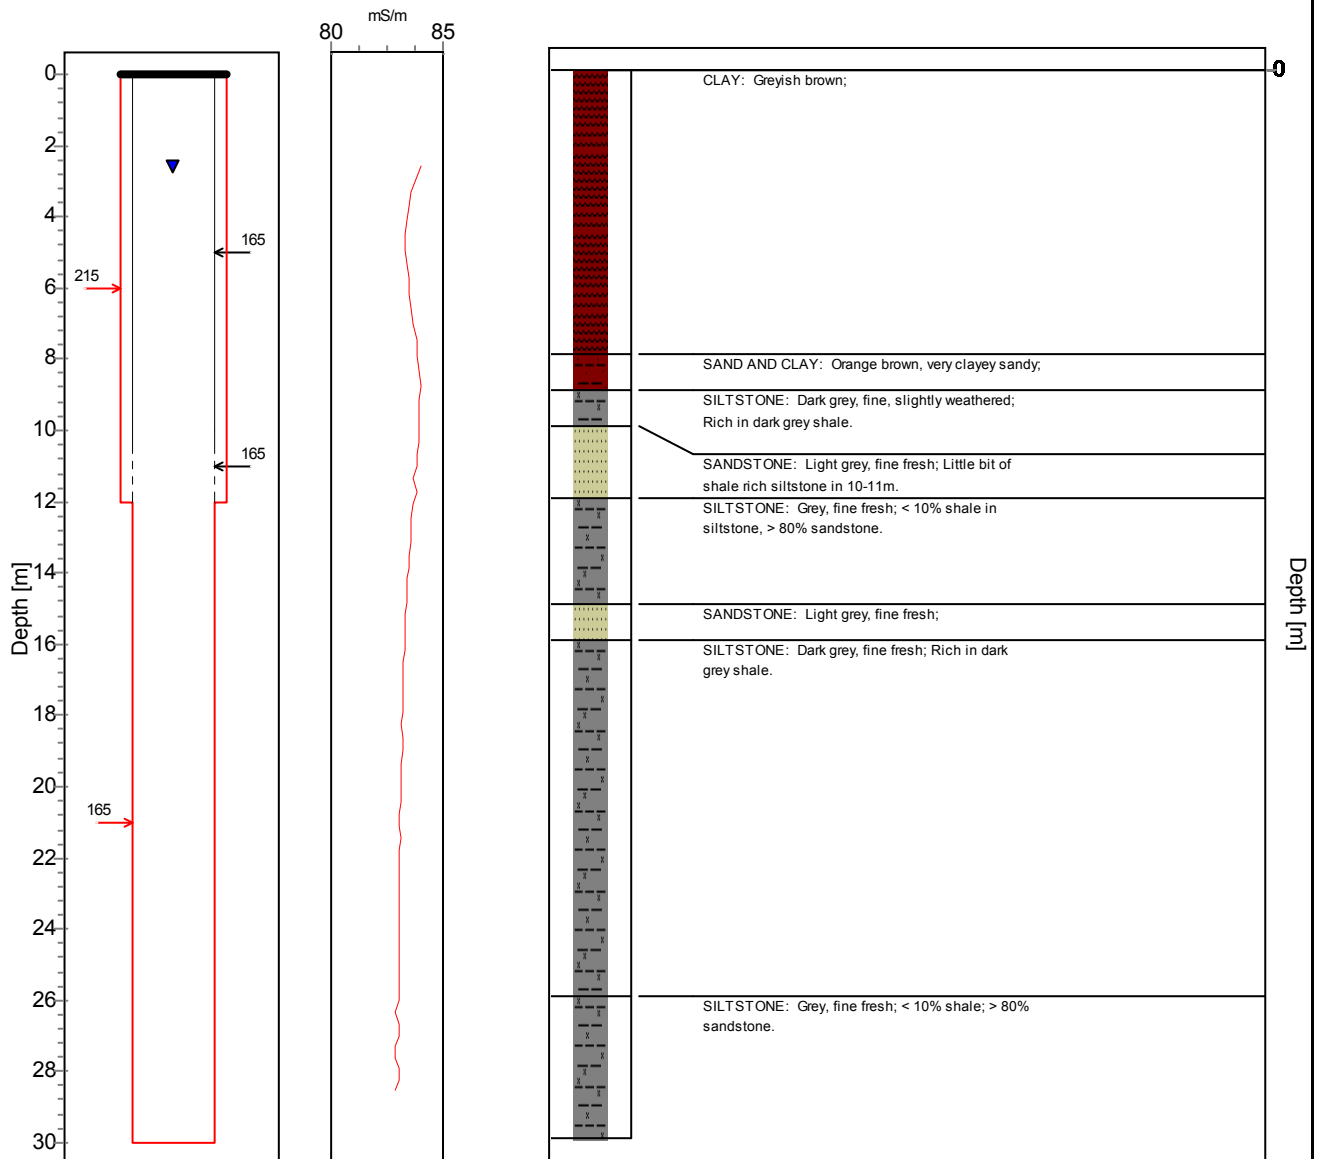 mS/m
80 85
0
2
4
6
8
10
12
14
16
18
20
22
24
26
28
30
Depth [m]
215
165
165
165
0
Depth [m]
CLAY: Greyish brown;
SAND AND CLAY: Orange brown, very clayey sandy;
SILTSTONE: Dark grey, fine, slightly weathered;
Rich in dark grey shale.
SANDSTONE: Light grey, fine fresh; Little bit of
shale rich siltstone in 10-11m.
SILTSTONE: Grey, fine fresh; < 10% shale in
siltstone, > 80% sandstone.
SANDSTONE: Light grey, fine fresh;
SILTSTONE: Dark grey, fine fresh; Rich in dark
grey shale.
SILTSTONE: Grey, fine fresh; < 10% shale; > 80%
sandstone.